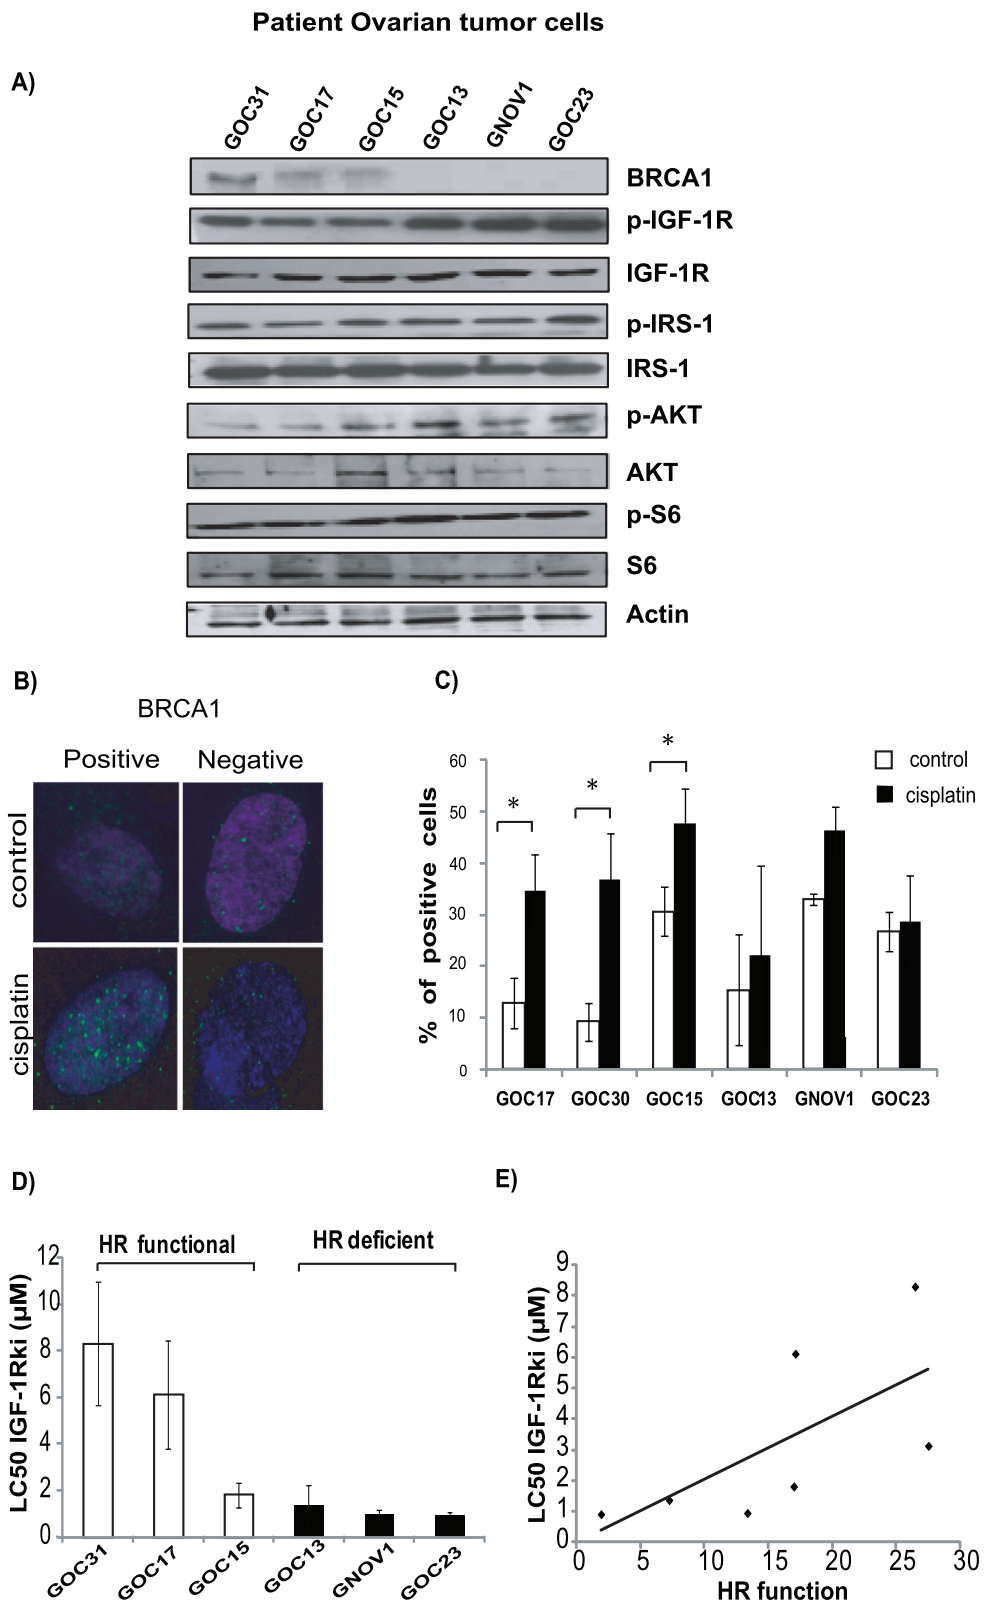 Patient Ovarian tumor cells
A)
GOC31 GOC17 GOC15 GOC13 GNOV1 GOC23
BRCA1
p-IGF-1R
IGF-1R
p-IRS-1
IRS-1
p-AKT
AKT
p-S6
S6
Actin
B)
BRCA1
Positive Negative
control
cisplatin
C)
% of positive cells
60
50
40
30
20
10
0
* * *
control
cisplatin
GOC17 GOC30 GOC15 GOC13 GNOV1 GOC23
D)
HR functional HR deficient
LC50 IGF-1Rki (µM)
12
10
8
6
4
2
0
GOC31 GOC17 GOC15 GOC13 GNOV1 GOC23
E)
LC50 IGF-1Rki (µM)
9
8
7
6
5
4
3
2
1
0
0 5 10 15 20 25 30
HR function